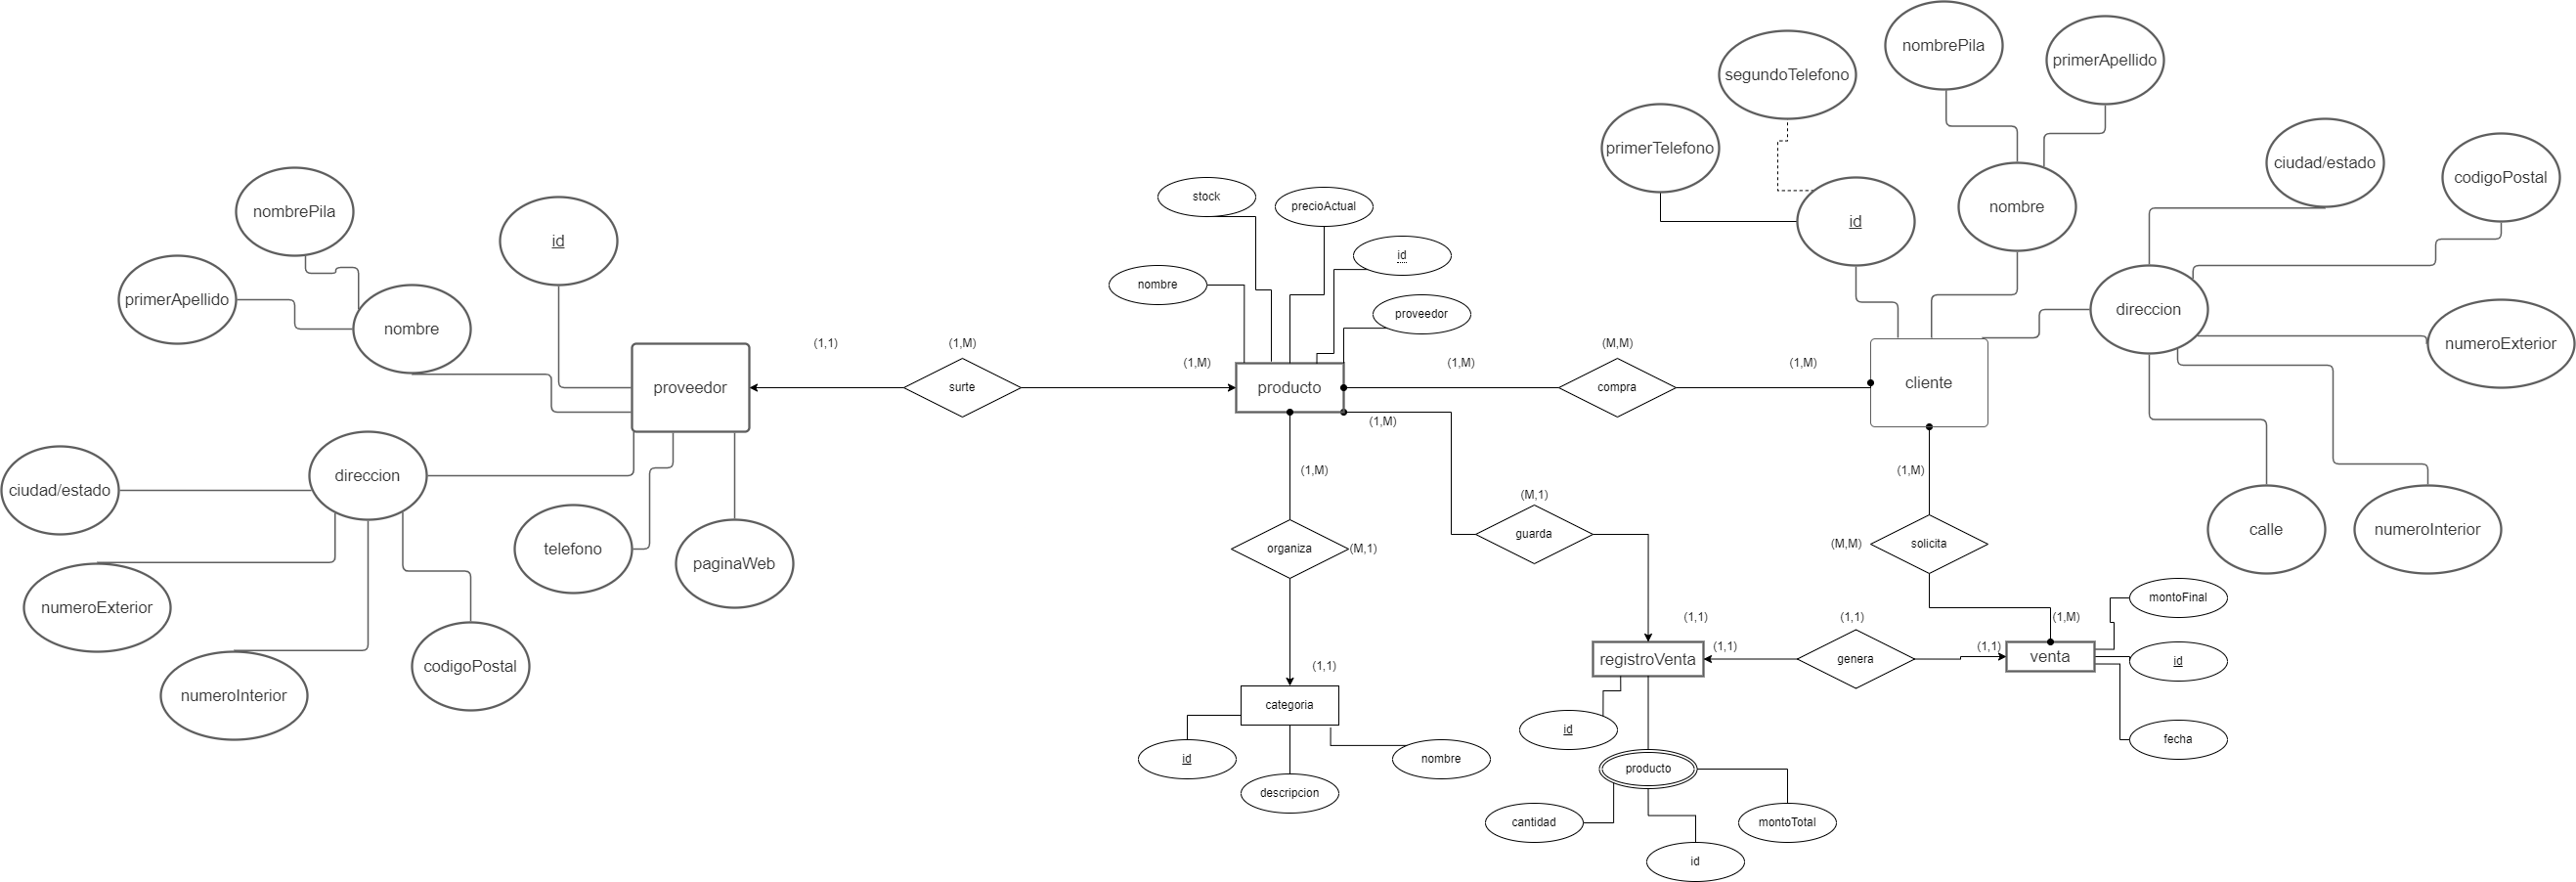 nombrePila
primerApellido
segundoTelefono
primerTelefono
ciudad/estado
codigoPostal
nombrePila
id
nombre
id
stock
precioActual
id
nombre
proveedor
primerApellido
nombre
direccion
numeroExterior
(1,1)
(1,M)
(1,M)
(1,M)
(M,M)
(1,M)
proveedor
surte
producto
compra
cliente
(1,M)
ciudad/estado
direccion
(1,M)
(1,M)
(M,1)
telefono
paginaWeb
organiza
(M,1)
guarda
(M,M)
solicita
calle
numeroInterior
numeroExterior
montoFinal
(1,1)
(1,1)
(1,M)
numeroInterior
codigoPostal
(1,1)
registroVenta
(1,1)
genera
(1,1)
venta
id
categoria
id
fecha
id
descripcion
nombre
producto
cantidad
id
montoTotal